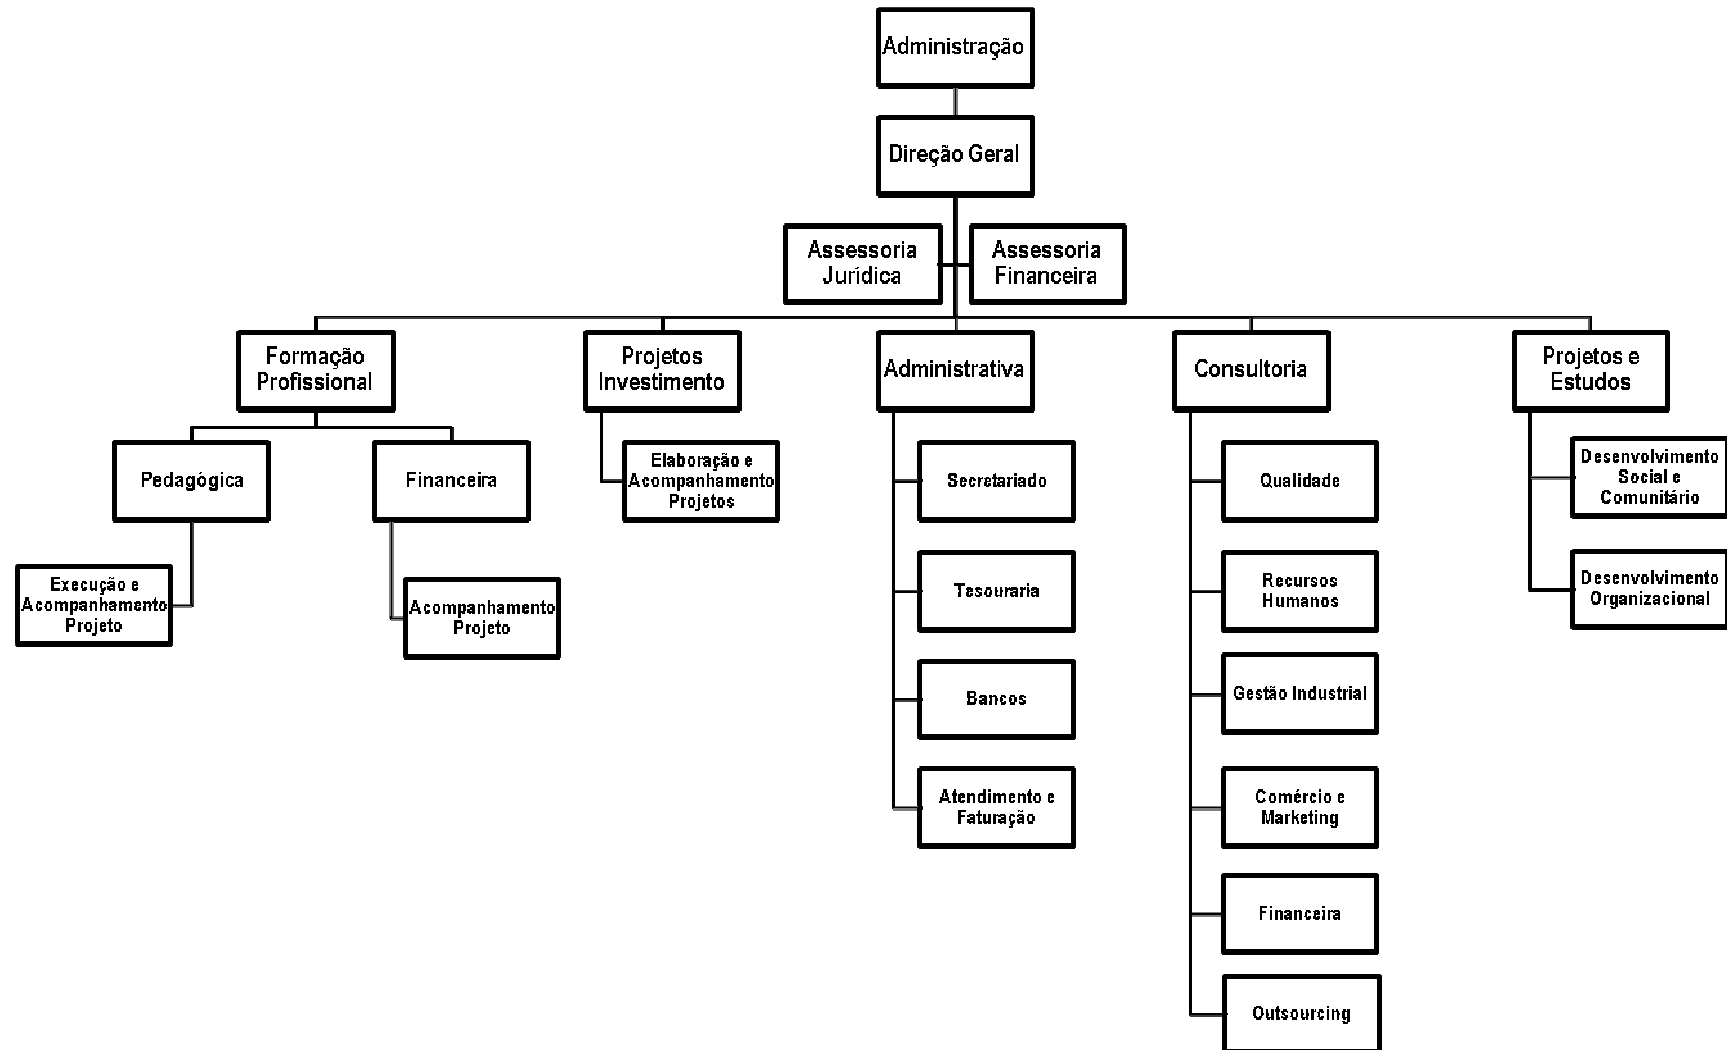 Administração
Direção Geral
Assessoria
Jurídica
Assessoria
Financeira
Formação
Profissional
Projetos
Investimento
Administrativa
Consultoria
Projetos e
Estudos
Pedagógica
Financeira
Elaboração e
Acompanhamento
Projetos
Secretariado
Qualidade
Desenvolvimento
Social e
Comunitário
Execução e
Acompanhamento
Projeto
Acompanhamento
Projeto
Tesouraria
Recursos
Humanos
Desenvolvimento
Organizacional
Bancos
Gestão Industrial
Atendimento e
Faturação
Comércio e
Marketing
Financeira
Outsourcing